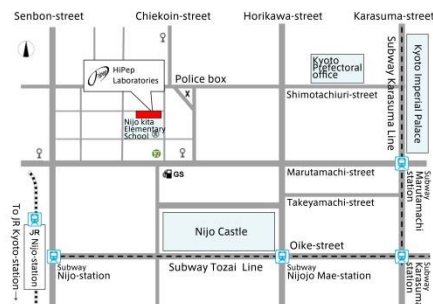 Senbon-street
Chiekoin-street
Horikawa-street
Karasuma-street
HiPep
HiPep
Laboratories
Police box
X
Kyoto
Prefectoral
office
Subway Karasuma Line
Kyoto Imperial Palace
Shimotachiuri-street
Nijo kita
Elementary
School
GS
Marutamachi-street
Subway
Marutamachi
-station
Takeyamachi-street
To JR Kyoto-station→
JR
Nijo-station
Nijo Castle
Oike-street
Subway
Nijo-station
Subway Tozai Line
Subway
Nijojo Mae-station
Subway
Karasuma
-station